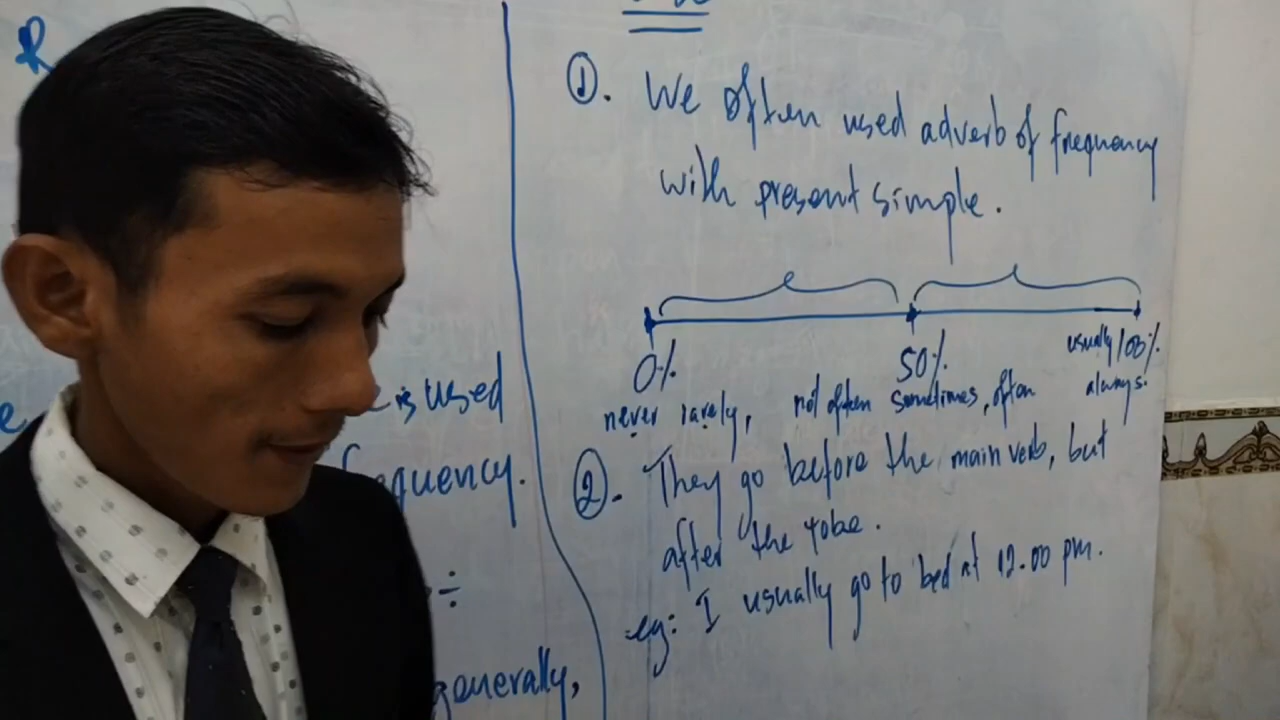 R
is used
frequency.
÷
generally,
①. We often used adverb of frequency
with present simple.
0% 50% usually 100%
never rarely, not often sometimes, often always.
②. They go before the main verb, but
after the tobe.
eg: I usually go to bed at 12.00 pm.